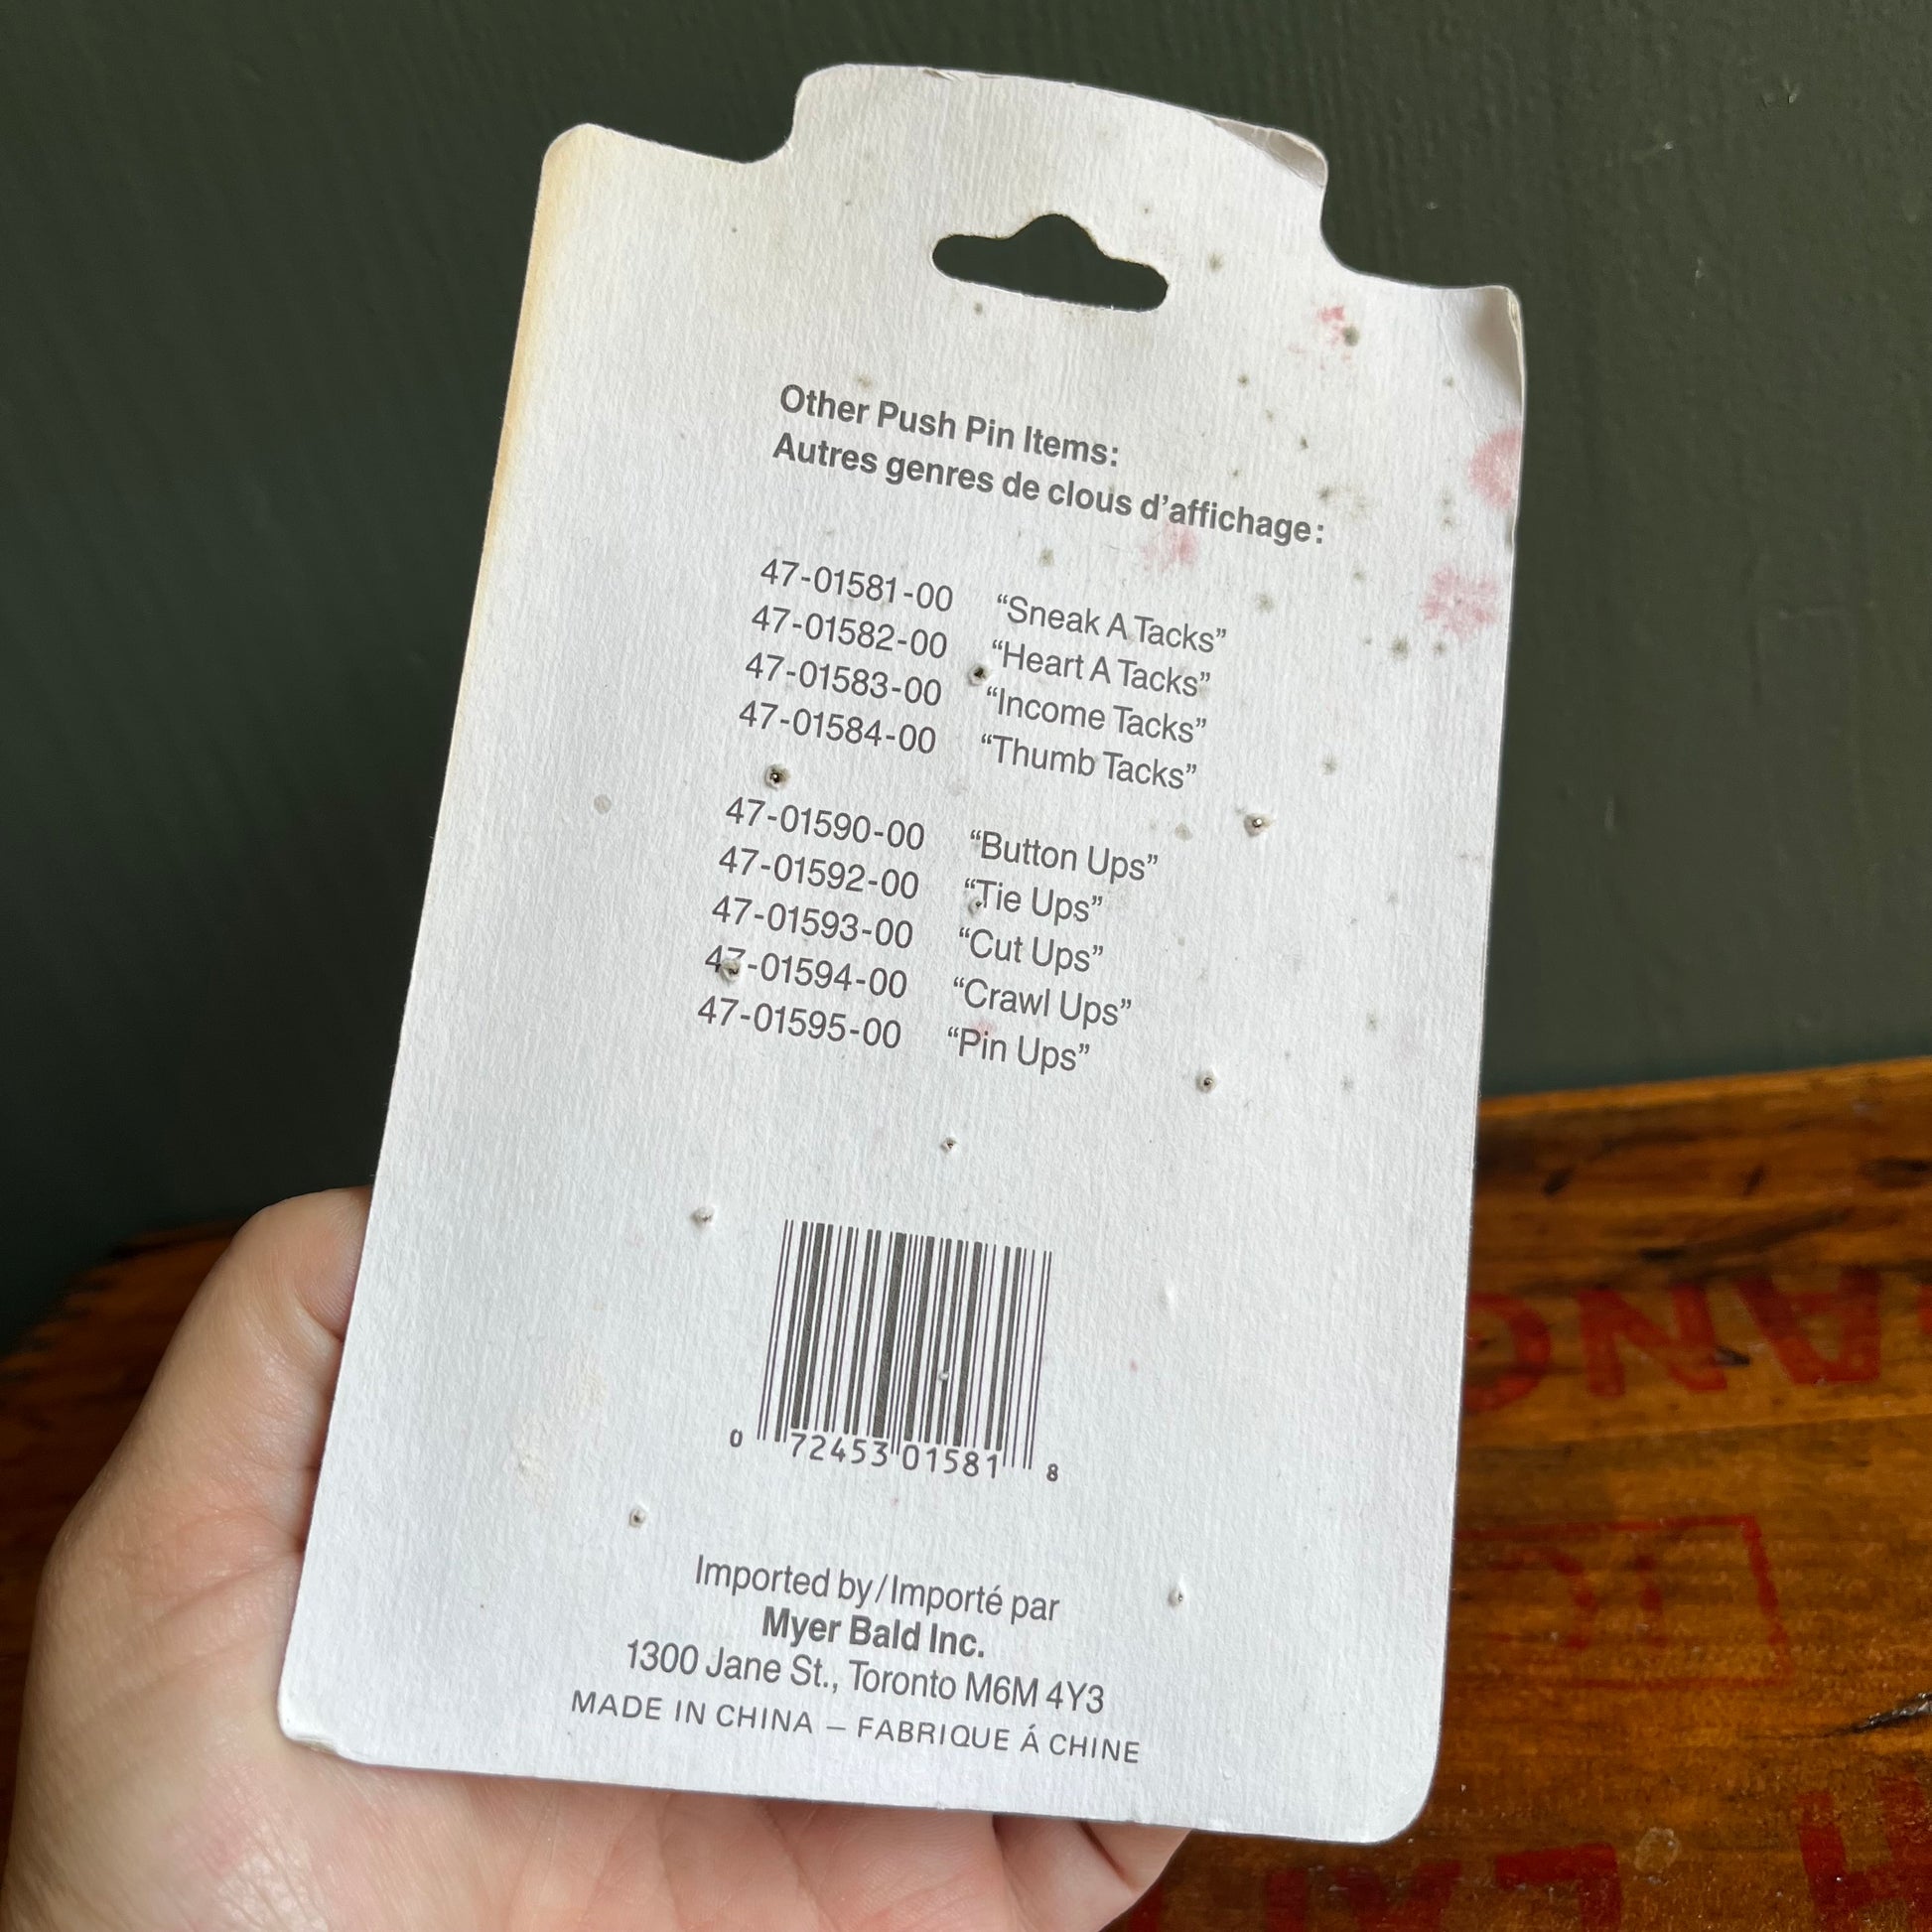 Other Push Pin Items:
Autres genres de clous d'affichage:
47-01581-00 “Sneak A Tacks”
47-01582-00 “Heart A Tacks”
47-01583-00 “Income Tacks”
47-01584-00 “Thumb Tacks”
47-01590-00 “Button Ups”
47-01592-00 “Tie Ups”
47-01593-00 “Cut Ups”
47-01594-00 “Crawl Ups”
47-01595-00 “Pin Ups”
0 72453 01581 8
Imported by/Importé par
Myer Bald Inc.
1300 Jane St., Toronto M6M 4Y3
MADE IN CHINA – FABRIQUE Á CHINE